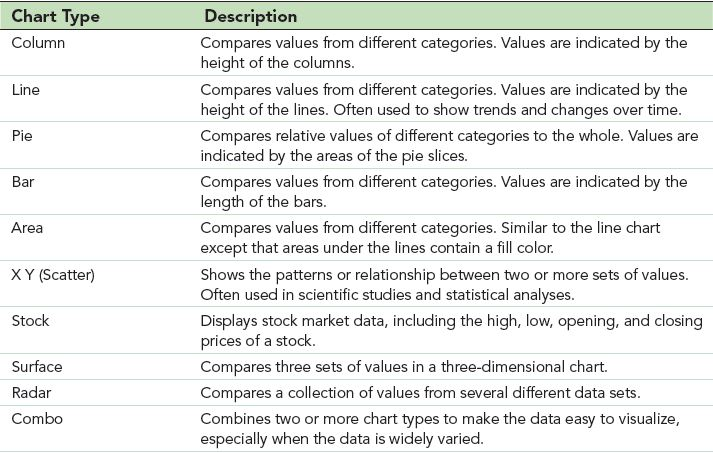 Chart Type Description
Column Compares values from different categories. Values are indicated by the
height of the columns.
Line Compares values from different categories. Values are indicated by the
height of the lines. Often used to show trends and changes over time.
Pie Compares relative values of different categories to the whole. Values are
indicated by the areas of the pie slices.
Bar Compares values from different categories. Values are indicated by the
length of the bars.
Area Compares values from different categories. Similar to the line chart
except that areas under the lines contain a fill color.
X Y (Scatter) Shows the patterns or relationship between two or more sets of values.
Often used in scientific studies and statistical analyses.
Stock Displays stock market data, including the high, low, opening, and closing
prices of a stock.
Surface Compares three sets of values in a three-dimensional chart.
Radar Compares a collection of values from several different data sets.
Combo Combines two or more chart types to make the data easy to visualize,
especially when the data is widely varied.